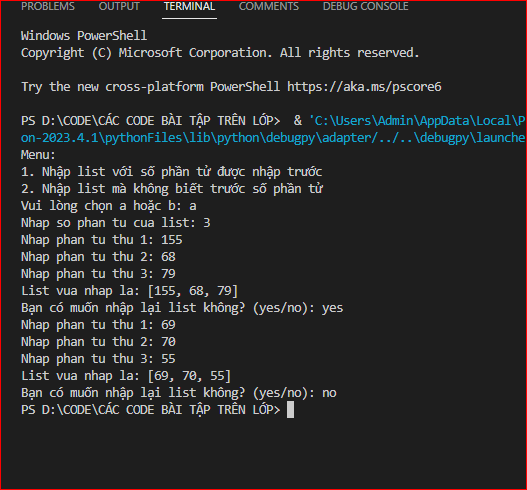 PROBLEMS OUTPUT TERMINAL COMMENTS DEBUG CONSOLE
Windows PowerShell
Copyright (C) Microsoft Corporation. All rights reserved.
Try the new cross-platform PowerShell https://aka.ms/pscore6
PS D:\CODE\CÁC CODE BÀI TẬP TRÊN LỚP> & 'C:\Users\Admin\AppData\Local\P
on-2023.4.1\pythonFiles\lib\python\debugpy\adapter/../..\debugpy\launche
Menu:
1. Nhập list với số phần tử được nhập trước
2. Nhập list mà không biết trước số phần tử
Vui lòng chọn a hoặc b: a
Nhap so phan tu cua list: 3
Nhap phan tu thu 1: 155
Nhap phan tu thu 2: 68
Nhap phan tu thu 3: 79
List vua nhap la: [155, 68, 79]
Bạn có muốn nhập lại list không? (yes/no): yes
Nhap phan tu thu 1: 69
Nhap phan tu thu 2: 70
Nhap phan tu thu 3: 55
List vua nhap la: [69, 70, 55]
Bạn có muốn nhập lại list không? (yes/no): no
PS D:\CODE\CÁC CODE BÀI TẬP TRÊN LỚP>